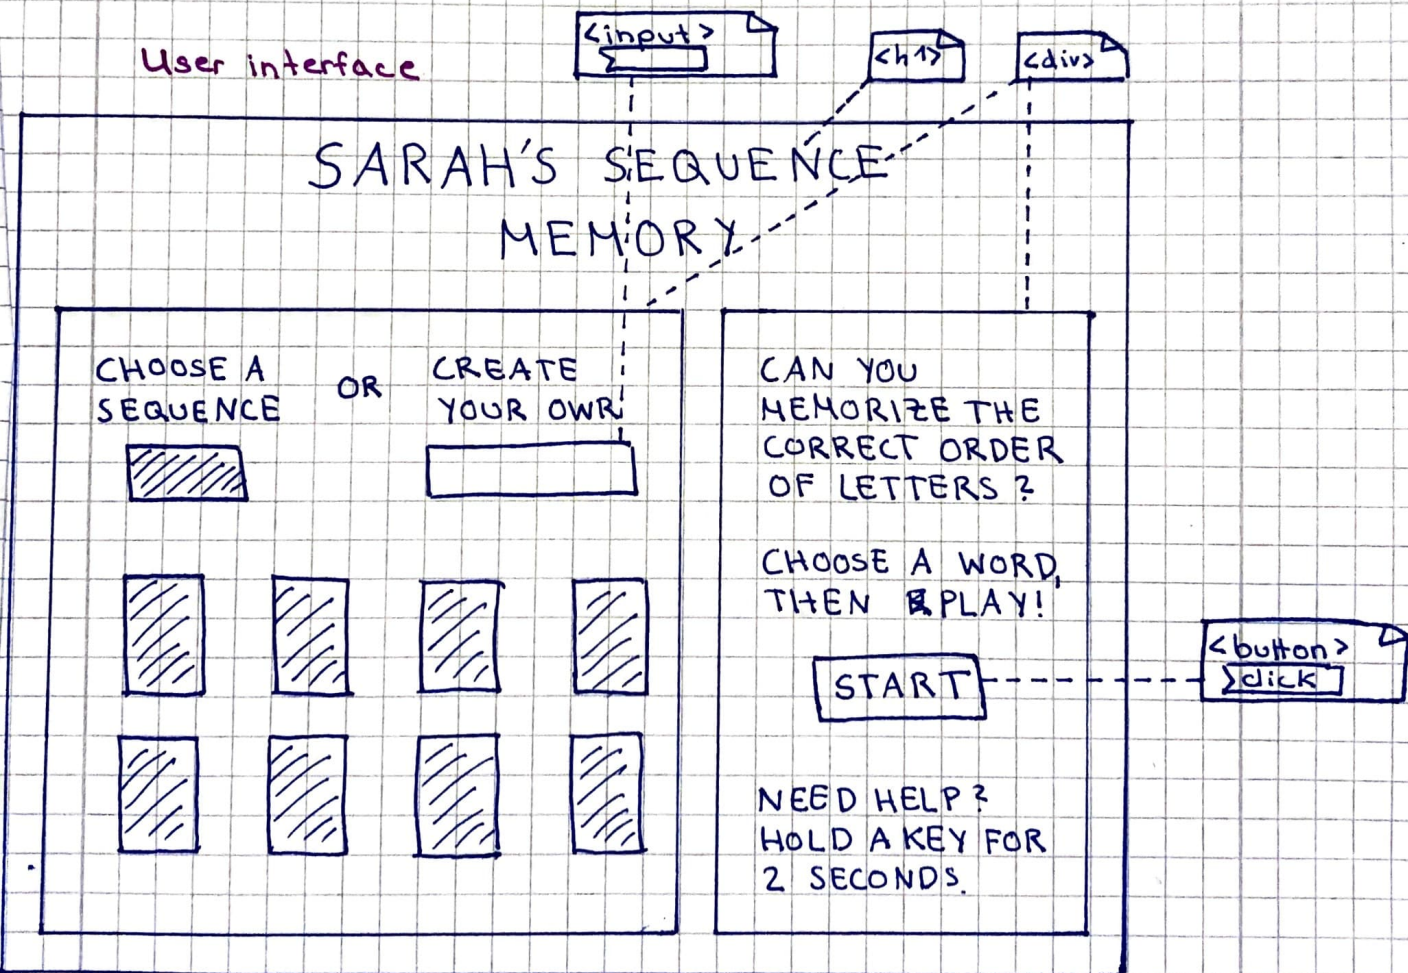 User interface
<input>
<h1>
<div>
SARAH'S SEQUENCE
MEMORY
CHOOSE A
SEQUENCE
OR
CREATE
YOUR OWN
CAN YOU
MEMORIZE THE
CORRECT ORDER
OF LETTERS?
CHOOSE A WORD,
THEN PLAY!
START
<button>
click
NEED HELP?
HOLD A KEY FOR
2 SECONDS.